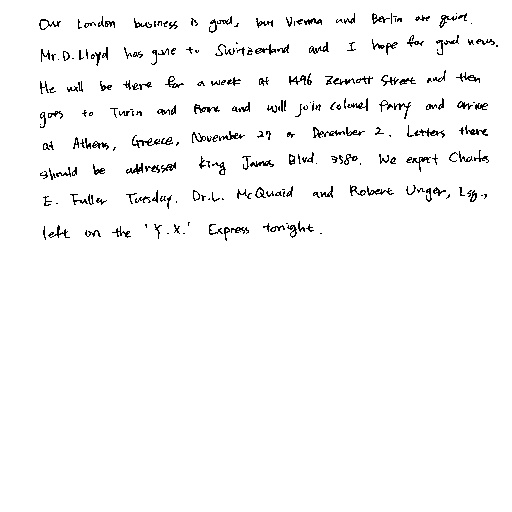 Our London business is good, but Vienna and Berlin are quiet.
Mr. D. Lloyd has gone to Switzerland and I hope for good news.
He will be there for a week at 1496 Zermott Street and then
goes to Turin and Rome and will join Colonel Parry and arrive
at Athens, Greece, November 27 or December 2. Letters there
should be addressed King James Blvd. 3580. We expect Charles
E. Fuller Tuesday. Dr. L. McQuaid and Robert Unger, Esq.,
left on the 'Y.X.' Express tonight.